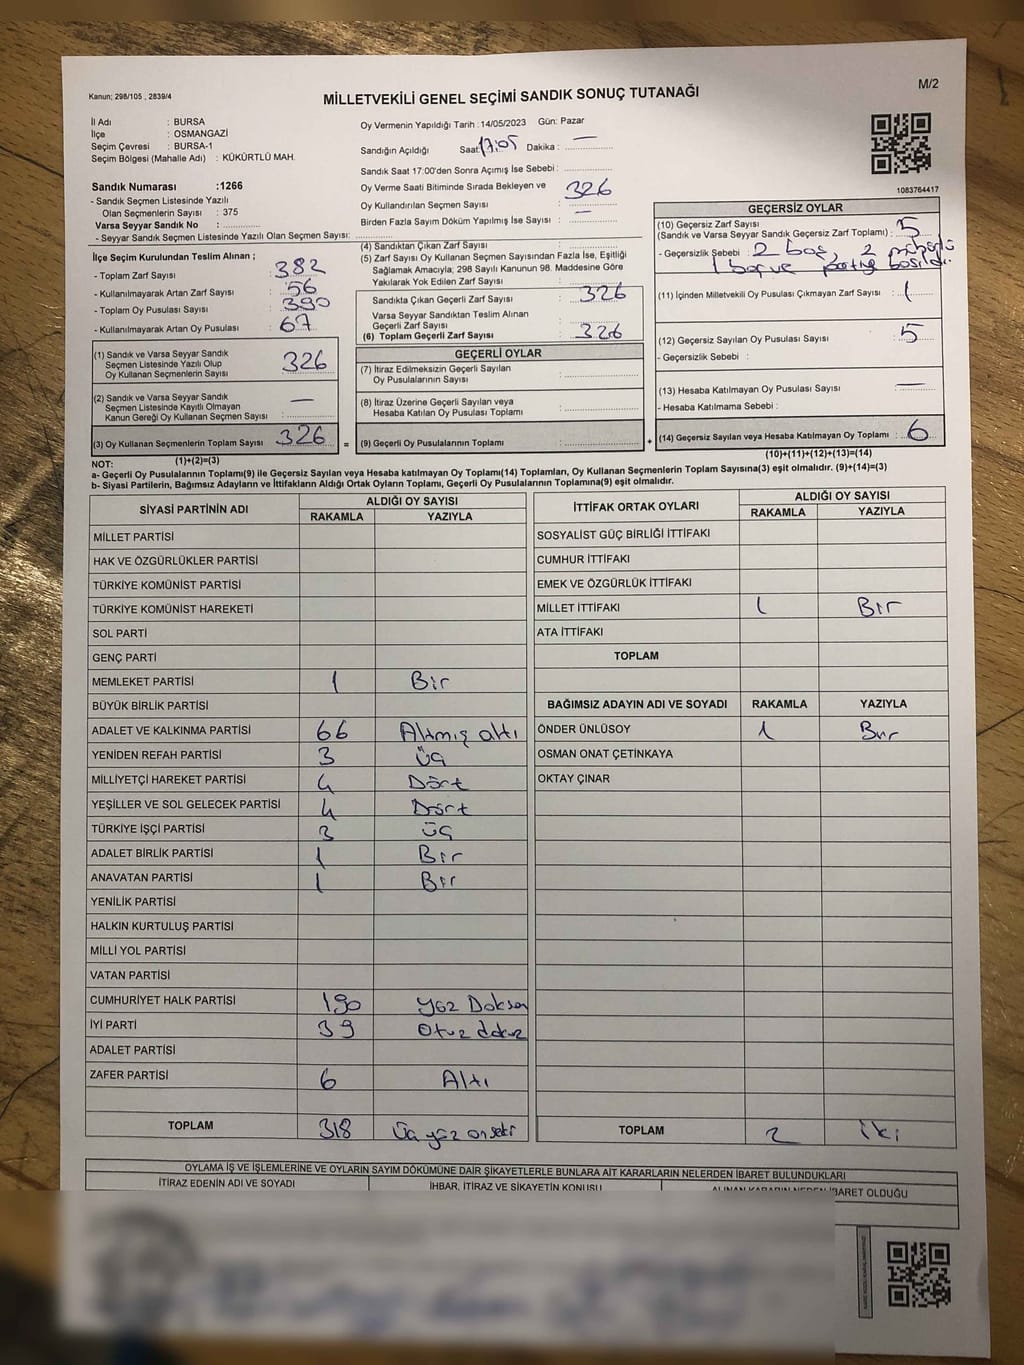 Kanun; 298/105 , 2839/4
M/2
MİLLETVEKİLİ GENEL SEÇİMİ SANDIK SONUÇ TUTANAĞI
İl Adı : BURSA
İlçe : OSMANGAZİ
Seçim Çevresi : BURSA-1
Seçim Bölgesi (Mahalle Adı) : KÜKÜRTLÜ MAH.
Sandık Numarası :1266
- Sandık Seçmen Listesinde Yazılı
Olan Seçmenlerin Sayısı : 375
Varsa Seyyar Sandık No :
- Seyyar Sandık Seçmen Listesinde Yazılı Olan Seçmen Sayısı:
İlçe Seçim Kurulundan Teslim Alınan ;
- Toplam Zarf Sayısı : 382
- Kullanılmayarak Artan Zarf Sayısı : 56
- Toplam Oy Pusulası Sayısı : 390
- Kullanılmayarak Artan Oy Pusulası : 67
(1) Sandık ve Varsa Seyyar Sandık
Seçmen Listesinde Yazılı Olup
Oy Kullanan Seçmenlerin Sayısı : 326
(2) Sandık ve Varsa Seyyar Sandık
Seçmen Listesinde Kayıtlı Olmayan
Kanun Gereği Oy Kullanan Seçmen Sayısı : —
(3) Oy Kullanan Seçmenlerin Toplam Sayısı : 326
(1)+(2)=(3)
Oy Vermenin Yapıldığı Tarih : 14/05/2023 Gün: Pazar
Sandığın Açıldığı Saat: 17:05 Dakika : —
Sandık Saat 17:00'den Sonra Açımış İse Sebebi :
Oy Verme Saati Bitiminde Sırada Bekleyen ve
Oy Kullandırılan Seçmen Sayısı : 326
Birden Fazla Sayım Döküm Yapılmış İse Sayısı : —
(4) Sandıktan Çıkan Zarf Sayısı :
(5) Zarf Sayısı Oy Kullanan Seçmen Sayısından Fazla İse, Eşitliği
Sağlamak Amacıyla; 298 Sayılı Kanunun 98. Maddesine Göre
Yakılarak Yok Edilen Zarf Sayısı :
Sandıkta Çıkan Geçerli Zarf Sayısı : 326
Varsa Seyyar Sandıktan Teslim Alınan
Geçerli Zarf Sayısı :
(6) Toplam Geçerli Zarf Sayısı : 326
GEÇERLİ OYLAR
(7) İtiraz Edilmeksizin Geçerli Sayılan
Oy Pusulalarının Sayısı :
(8) İtiraz Üzerine Geçerli Sayılan veya
Hesaba Katılan Oy Pusulası Toplamı :
= (9) Geçerli Oy Pusulalarının Toplamı : +
1083764417
GEÇERSİZ OYLAR
(10) Geçersiz Zarf Sayısı
(Sandık ve Varsa Seyyar Sandık Geçersiz Zarf Toplamı) : 5
- Geçersizlik Sebebi : 2 boş, 2 mühürlü
1 boş ve
(11) İçinden Milletvekili Oy Pusulası Çıkmayan Zarf Sayısı : 1
(12) Geçersiz Sayılan Oy Pusulası Sayısı : 5
- Geçersizlik Sebebi :
(13) Hesaba Katılmayan Oy Pusulası Sayısı : —
- Hesaba Katılmama Sebebi :
(14) Geçersiz Sayılan veya Hesaba Katılmayan Oy Toplamı : 6
(10)+(11)+(12)+(13)=(14)
NOT:
a- Geçerli Oy Pusulalarının Toplamı(9) ile Geçersiz Sayılan veya Hesaba katılmayan Oy Toplamı(14) Toplamları, Oy Kullanan Seçmenlerin Toplam Sayısına(3) eşit olmalıdır. (9)+(14)=(3)
b- Siyasi Partilerin, Bağımsız Adayların ve İttifakların Aldığı Oyların Toplamı, Geçerli Oy Pusulalarının Toplamına(9) eşit olmalıdır.
SİYASİ PARTİNİN ADI ALDIĞI OY SAYISI
RAKAMLA YAZIYLA
MİLLET PARTİSİ
HAK VE ÖZGÜRLÜKLER PARTİSİ
TÜRKİYE KOMÜNİST PARTİSİ
TÜRKİYE KOMÜNİST HAREKETİ
SOL PARTİ
GENÇ PARTİ
MEMLEKET PARTİSİ 1 Bir
BÜYÜK BİRLİK PARTİSİ
ADALET VE KALKINMA PARTİSİ 66 Altmış altı
YENİDEN REFAH PARTİSİ 3 Üç
MİLLİYETÇİ HAREKET PARTİSİ 4 Dört
YEŞİLLER VE SOL GELECEK PARTİSİ 4 Dört
TÜRKİYE İŞÇİ PARTİSİ 3 Üç
ADALET BİRLİK PARTİSİ 1 Bir
ANAVATAN PARTİSİ 1 Bir
YENİLİK PARTİSİ
HALKIN KURTULUŞ PARTİSİ
MİLLİ YOL PARTİSİ
VATAN PARTİSİ
CUMHURİYET HALK PARTİSİ 190 Yüz Doksan
İYİ PARTİ 39 Otuz dokuz
ADALET PARTİSİ
ZAFER PARTİSİ 6 Altı
TOPLAM 318 Üç yüz onseki
İTTİFAK ORTAK OYLARI ALDIĞI OY SAYISI
RAKAMLA YAZIYLA
SOSYALİST GÜÇ BİRLİĞİ İTTİFAKI
CUMHUR İTTİFAKI
EMEK VE ÖZGÜRLÜK İTTİFAKI
MİLLET İTTİFAKI 1 Bir
ATA İTTİFAKI
TOPLAM
BAĞIMSIZ ADAYIN ADI VE SOYADI RAKAMLA YAZIYLA
ÖNDER ÜNLÜSOY 1 Bir
OSMAN ONAT ÇETİNKAYA
OKTAY ÇINAR
TOPLAM 2 iki
OYLAMA İŞ VE İŞLEMLERİNE VE OYLARIN SAYIM DÖKÜMÜNE DAİR ŞİKAYETLERLE BUNLARA AİT KARARLARIN NELERDEN İBARET BULUNDUKLARI
İTİRAZ EDENİN ADI VE SOYADI İHBAR, İTİRAZ VE ŞİKAYETİN KONUSU ALINAN KARARIN NEDEN İBARET OLDUĞU